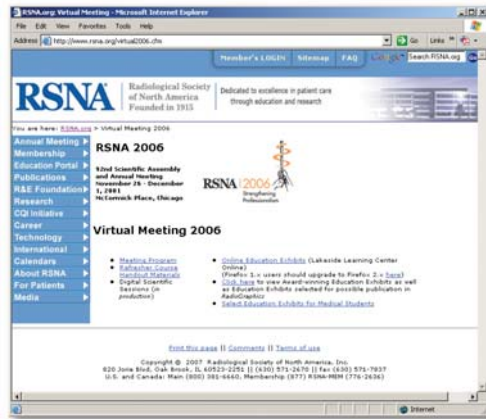 RSNA.org: Virtual Meeting - Microsoft Internet Explorer
File Edit View Favorites Tools Help
Address http://www.rsna.org/virtual2006.cfm Go Links
Member's LOGIN Sitemap FAQ Search RSNA.org
RSNA
Radiological Society
of North America
Founded in 1915
Dedicated to excellence in patient care
through education and research
You are here: RSNA.org > Virtual Meeting 2006
Annual Meeting
Membership
Education Portal
Publications
R&E Foundation
Research
CQI Initiative
Career
Technology
International
Calendars
About RSNA
For Patients
Media
RSNA 2006
92nd Scientific Assembly
and Annual Meeting
November 26 - December
1, 2001
McCormick Place, Chicago
RSNA 2006
Strengthening
Professionalism
Virtual Meeting 2006
Meeting Program
Refresher Course
Handout Materials
Digital Scientific
Sessions (in
production)
Online Education Exhibits (Lakeside Learning Center
Online)
(Firefox 1.x users should upgrade to Firefox 2.x here)
Click here to view Award-winning Education Exhibits as well
as Education Exhibits selected for possible publication in
RadioGraphics
Select Education Exhibits for Medical Students
Print this page || Comments || Terms of use
Copyright © 2007 Radiological Society of North America, Inc.
820 Jorie Blvd, Oak Brook, IL 60523-2251 || (630) 571-2670 || fax (630) 571-7837
U.S. and Canada: Main (800) 381-6660, Membership (877) RSNA-MEM (776-2636)
Internet